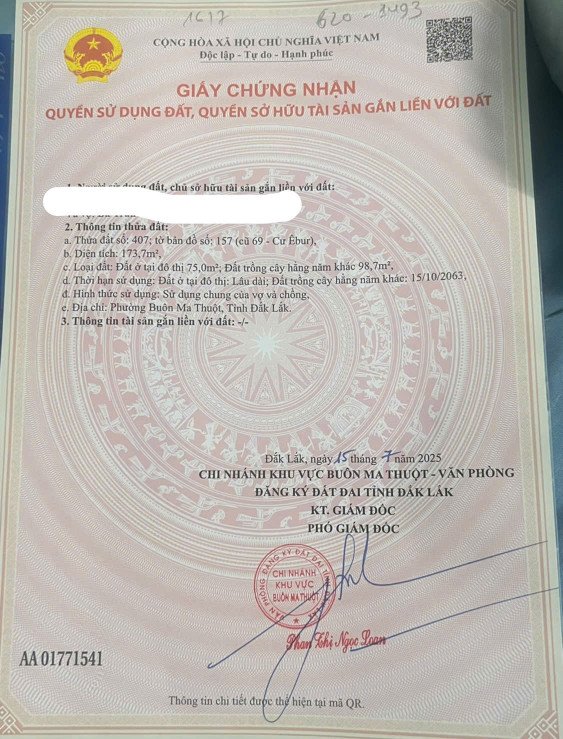 1617
620 - 3493
CỘNG HÒA XÃ HỘI CHỦ NGHĨA VIỆT NAM
Độc lập - Tự do - Hạnh phúc
GIẤY CHỨNG NHẬN
QUYỀN SỬ DỤNG ĐẤT, QUYỀN SỞ HỮU TÀI SẢN GẮN LIỀN VỚI ĐẤT
1. Người sử dụng đất, chủ sở hữu tài sản gắn liền với đất:
2. Thông tin thửa đất:
a. Thửa đất số: 407; tờ bản đồ số: 157 (cũ 69 - Cư Êbur),
b. Diện tích: 173,7m²,
c. Loại đất: Đất ở tại đô thị 75,0m²; Đất trồng cây hằng năm khác 98,7m²,
d. Thời hạn sử dụng: Đất ở tại đô thị: Lâu dài; Đất trồng cây hằng năm khác: 15/10/2063,
đ. Hình thức sử dụng: Sử dụng chung của vợ và chồng,
e. Địa chỉ: Phường Buôn Ma Thuột, Tỉnh Đắk Lắk.
3. Thông tin tài sản gắn liền với đất: -/-
Đắk Lắk, ngày 15 tháng 7 năm 2025
CHI NHÁNH KHU VỰC BUÔN MA THUỘT - VĂN PHÒNG
ĐĂNG KÝ ĐẤT ĐAI TỈNH ĐẮK LẮK
KT. GIÁM ĐỐC
PHÓ GIÁM ĐỐC
CHI NHÁNH
KHU VỰC
BUÔN MA THUỘT
Phan Thị Ngọc Loan
AA 01771541
Thông tin chi tiết được thể hiện tại mã QR.